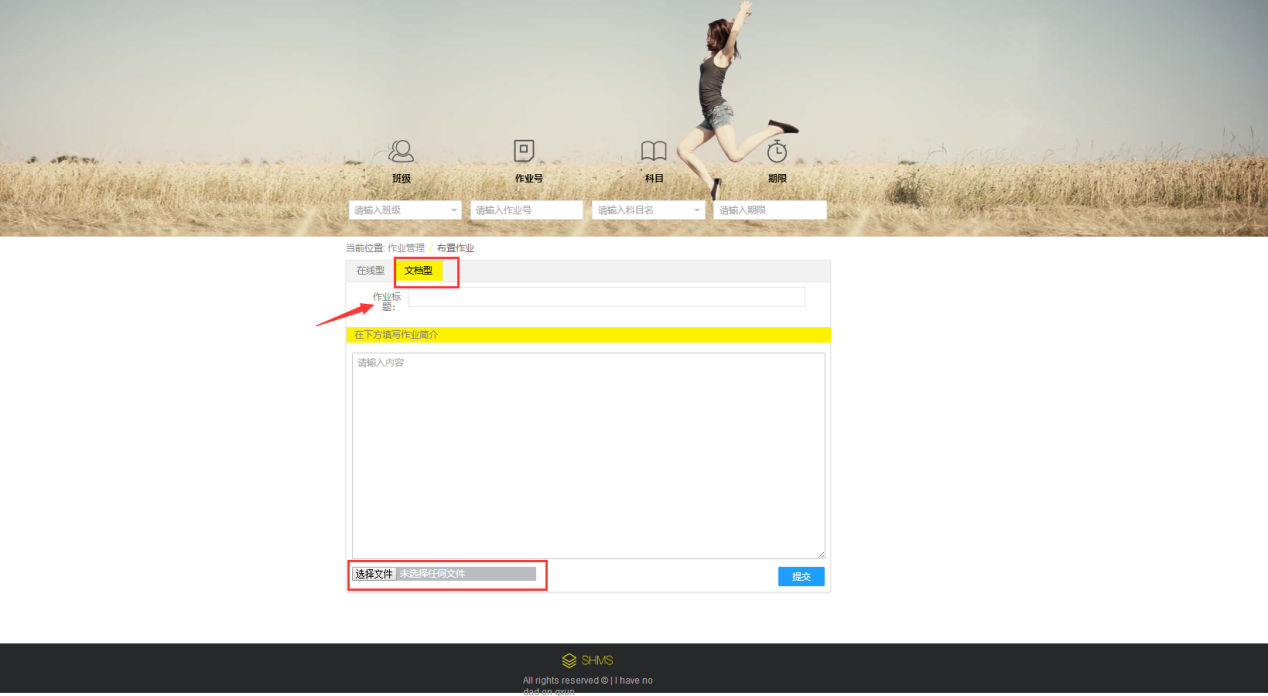 班级 作业号 科目 期限
请输入班级 请输入作业号 请输入科目名 请输入期限
当前位置: 作业管理 / 布置作业
在线型 文档型
作业标
题:
在下方填写作业简介
请输入内容
选择文件 未选择任何文件
提交
SHMS
All rights reserved © | I have no
dad on qxun